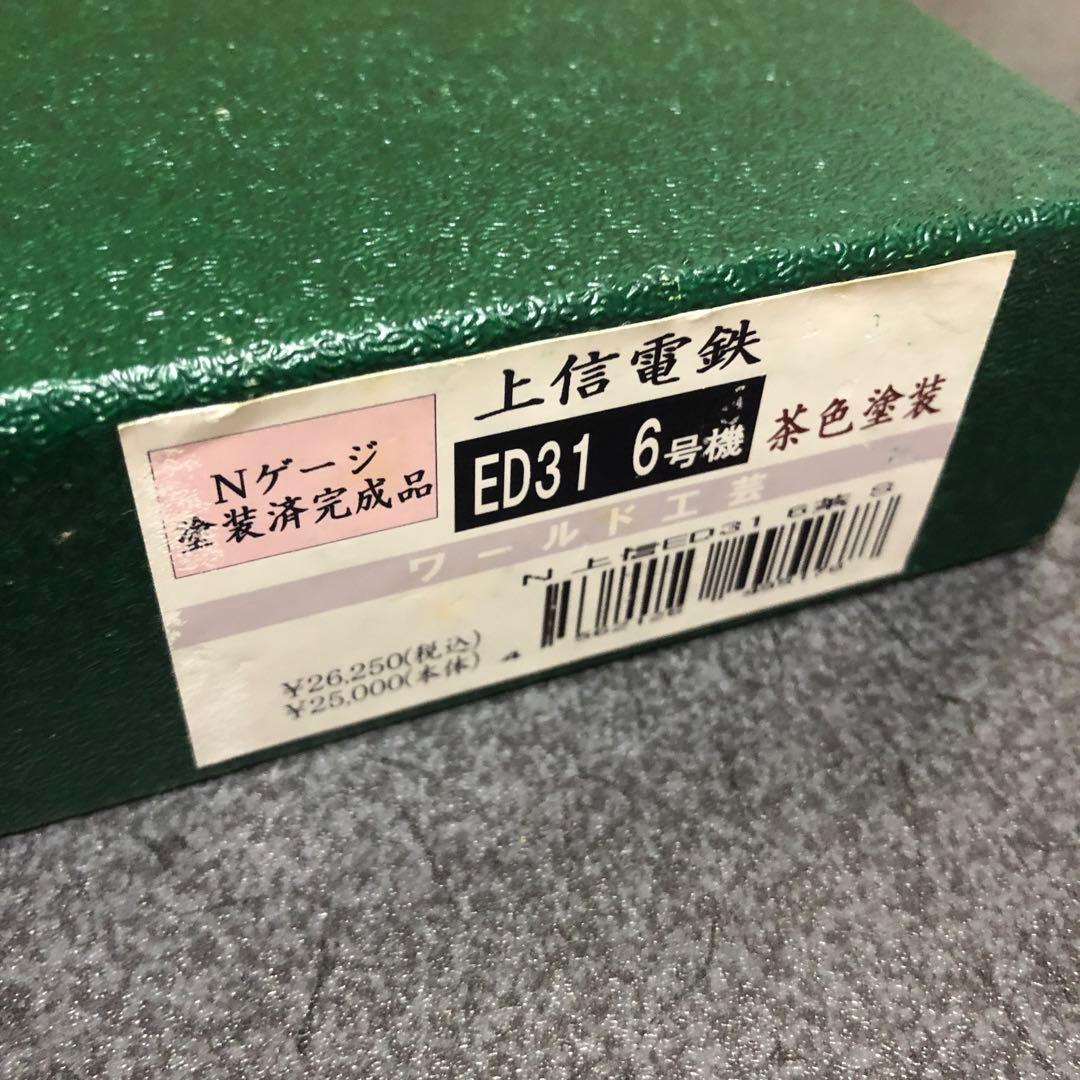 上信電鉄
Nゲージ
塗装済完成品
ED31 6号機
茶色塗装
ワールド工芸
N上信ED31 6茶 S
¥26,250(税込)
¥25,000(本体)